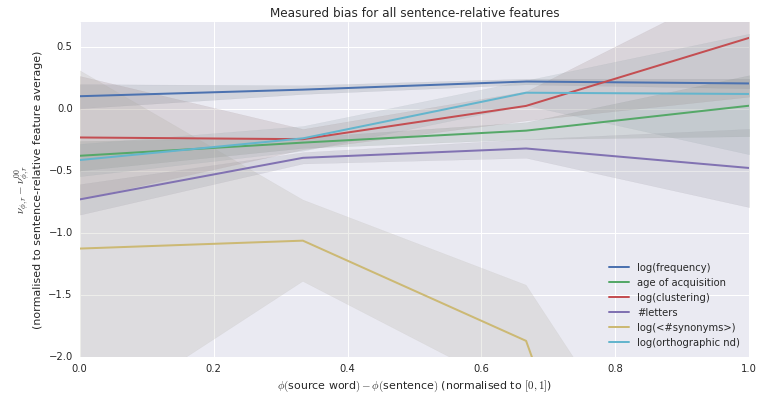 Measured bias for all sentence-relative features
0.5
0.0
−0.5
−1.0
−1.5
−2.0
0.0 0.2 0.4 0.6 0.8 1.0
ν_{φ,r} − ν^{00}_{φ,r}
(normalised to sentence-relative feature average)
φ(source word) − φ(sentence) (normalised to [0, 1])
log(frequency)
age of acquisition
log(clustering)
#letters
log(<#synonyms>)
log(orthographic nd)